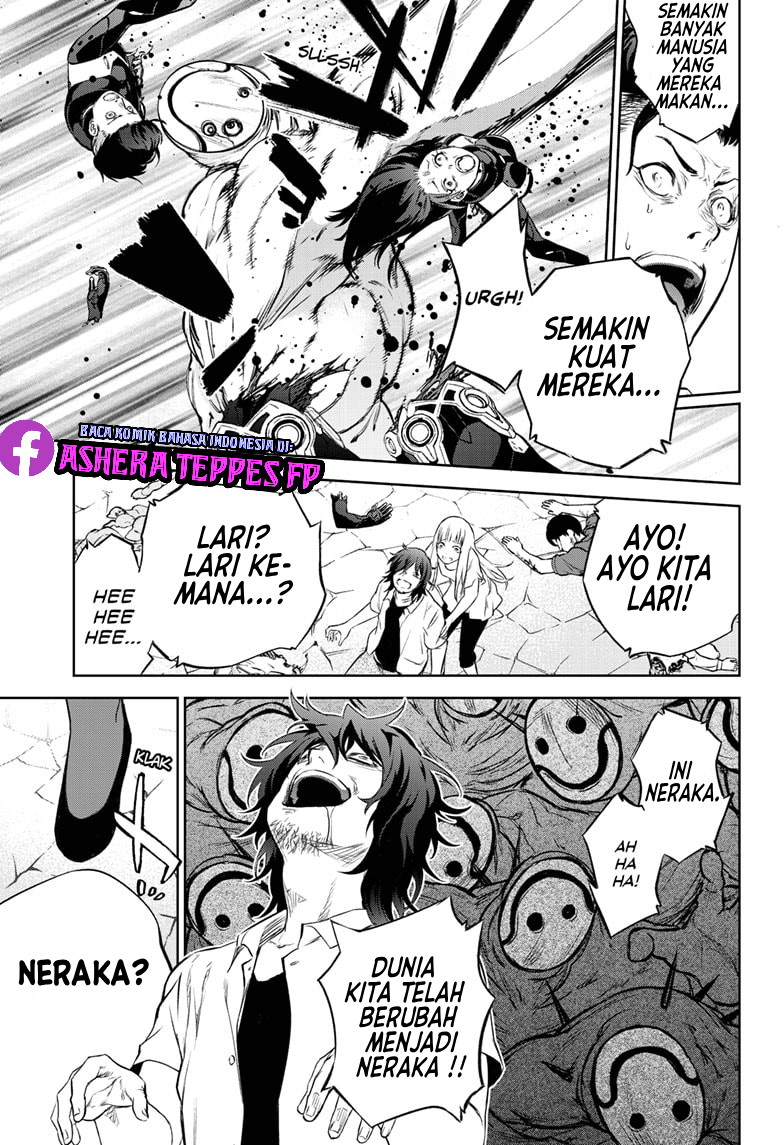 SEMAKIN
BANYAK
MANUSIA
YANG
MEREKA
MAKAN...
SLLSSH
URGH!
SEMAKIN
KUAT
MEREKA...
BACA KOMIK BAHASA INDONESIA DI:
f ASHERA TEPPES FP
AYO!
AYO KITA
LARI!
LARI?
LARI KE-
MANA...?
HEE
HEE
HEE...
INI
NERAKA.
AH
HA
HA!
DUNIA
KITA TELAH
BERUBAH
MENJADI
NERAKA !!
KLAK
NERAKA?